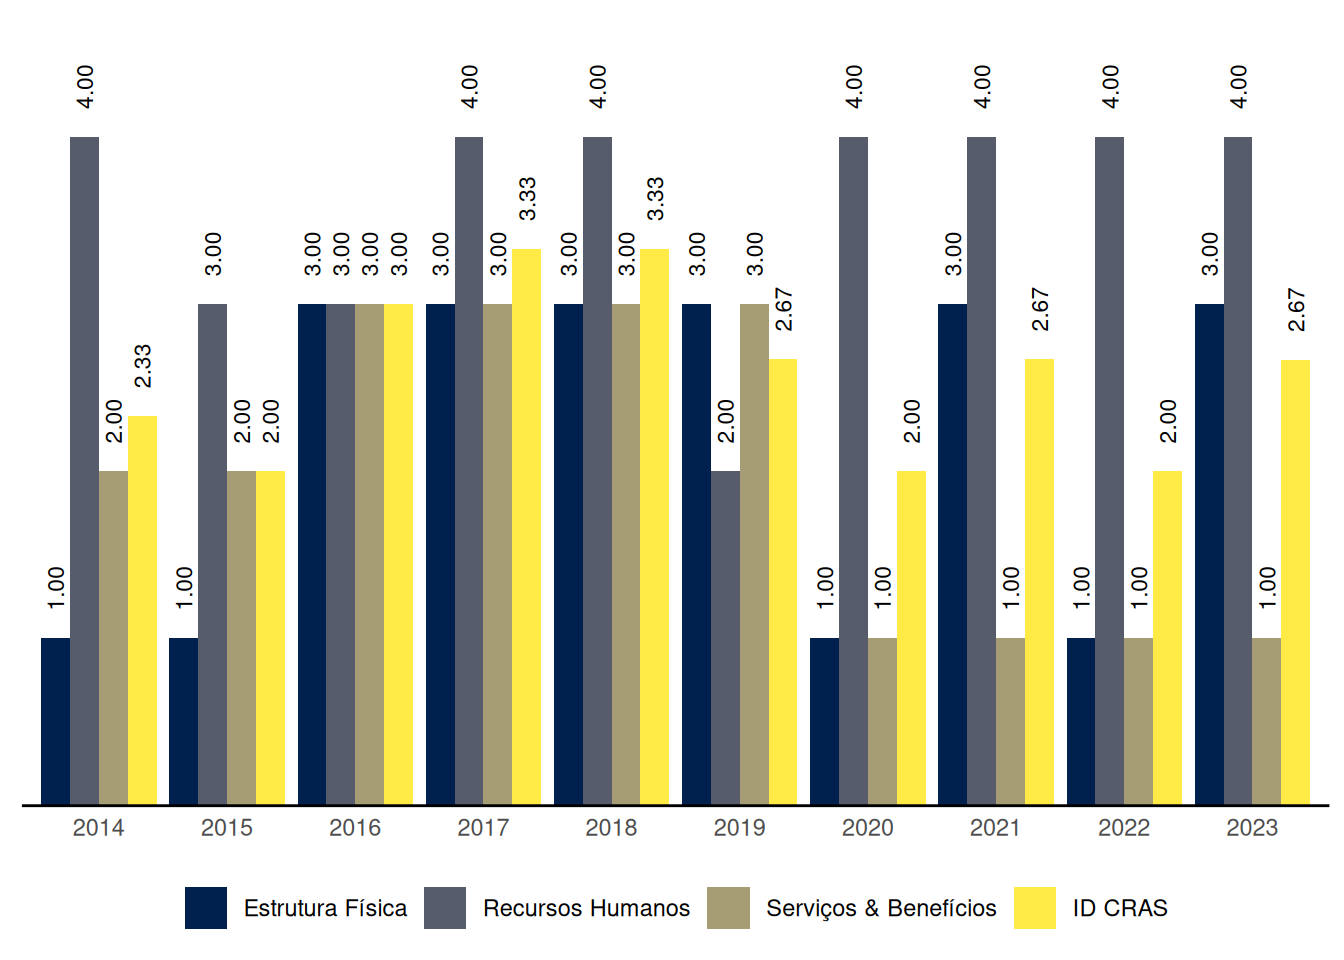 4.00 4.00 4.00 4.00 4.00 4.00 4.00
3.33 3.33
3.00 3.00 3.00 3.00 3.00 3.00 3.00 3.00 3.00 3.00 3.00 3.00 3.00
2.67 2.67 2.67
2.33
2.00 2.00 2.00 2.00 2.00 2.00
1.00 1.00 1.00 1.00 1.00 1.00 1.00 1.00
2014 2015 2016 2017 2018 2019 2020 2021 2022 2023
Estrutura Física Recursos Humanos Serviços & Benefícios ID CRAS